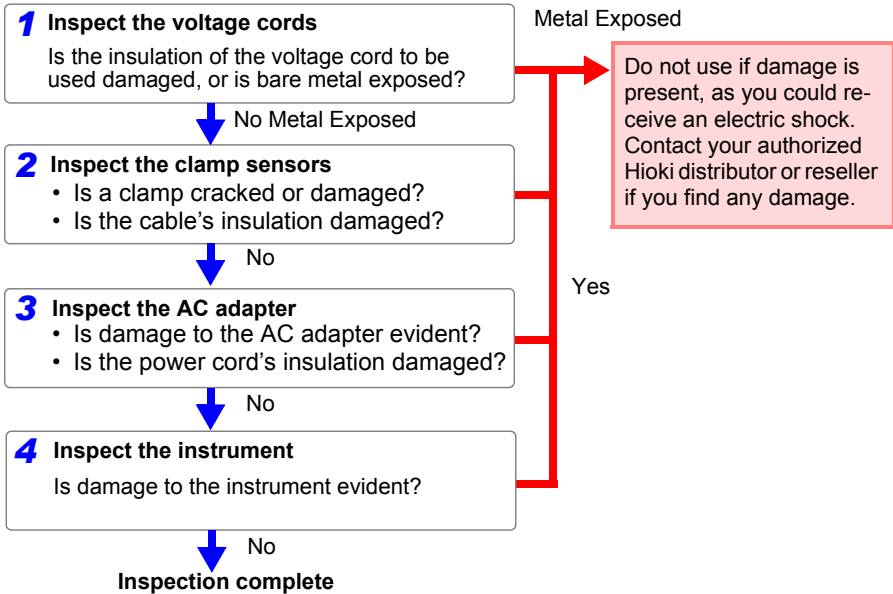 1 Inspect the voltage cords
Is the insulation of the voltage cord to be
used damaged, or is bare metal exposed?
Metal Exposed
Do not use if damage is
present, as you could re-
ceive an electric shock.
Contact your authorized
Hioki distributor or reseller
if you find any damage.
No Metal Exposed
2 Inspect the clamp sensors
• Is a clamp cracked or damaged?
• Is the cable's insulation damaged?
No
Yes
3 Inspect the AC adapter
• Is damage to the AC adapter evident?
• Is the power cord's insulation damaged?
No
4 Inspect the instrument
Is damage to the instrument evident?
No
Inspection complete